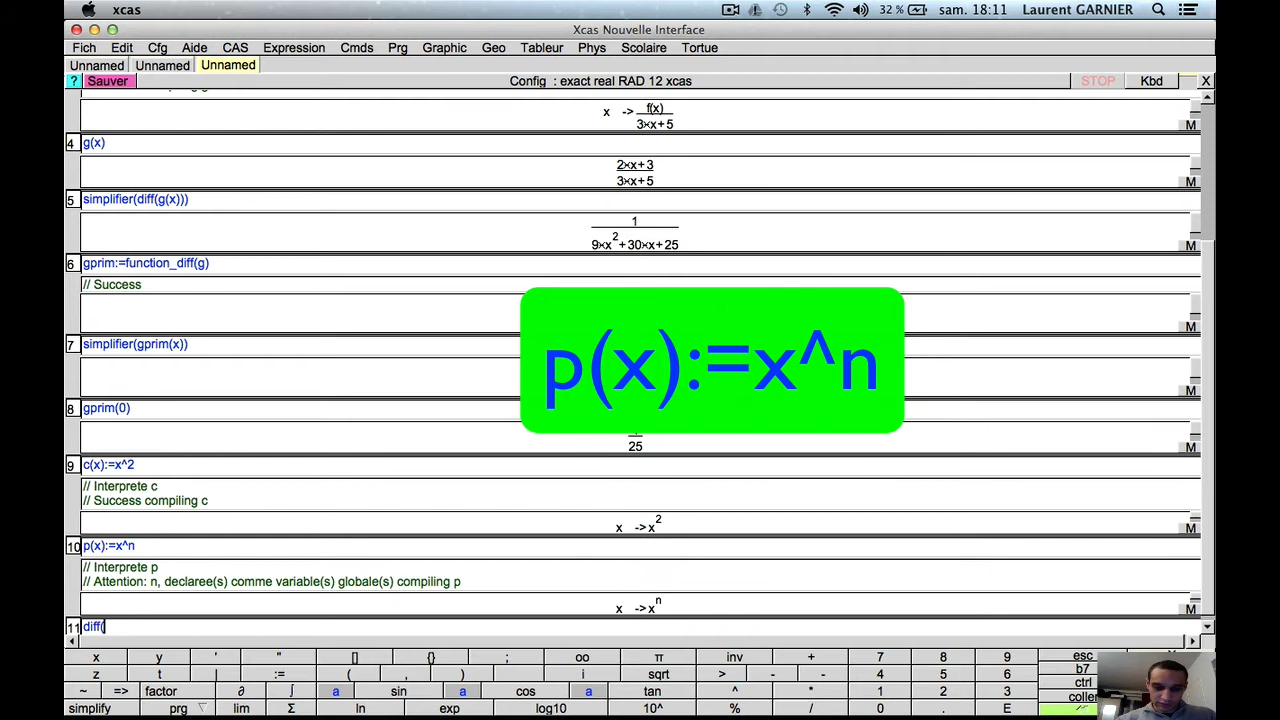 xcas
32 %
sam. 18:11
Laurent GARNIER
Xcas Nouvelle Interface
Fich Edit Cfg Aide CAS Expression Cmds Prg Graphic Geo Tableur Phys Scolaire Tortue
Unnamed Unnamed Unnamed
? Sauver
Config : exact real RAD 12 xcas
STOP Kbd X
x -> f(x)
3×x+5
M
4 g(x)
2×x+3
3×x+5
M
5 simplifier(diff(g(x)))
1
9×x^2+30×x+25
M
6 gprim:=function_diff(g)
// Success
M
p(x):=x^n
7 simplifier(gprim(x))
M
8 gprim(0)
25
M
9 c(x):=x^2
// Interprete c
// Success compiling c
x ->x^2
M
10 p(x):=x^n
// Interprete p
// Attention: n, declaree(s) comme variable(s) globale(s) compiling p
x ->x^n
M
11 diff(
x y ' " [] {} ; oo π inv + 7 8 9 esc
z t | := ( , ) i sqrt > - - 4 5 6 b7
~ => factor ∂ ∫ a sin a cos a tan ^ * 1 2 3 ctrl
coller
simplify prg lim Σ ln exp log10 10^ % / 0 . E